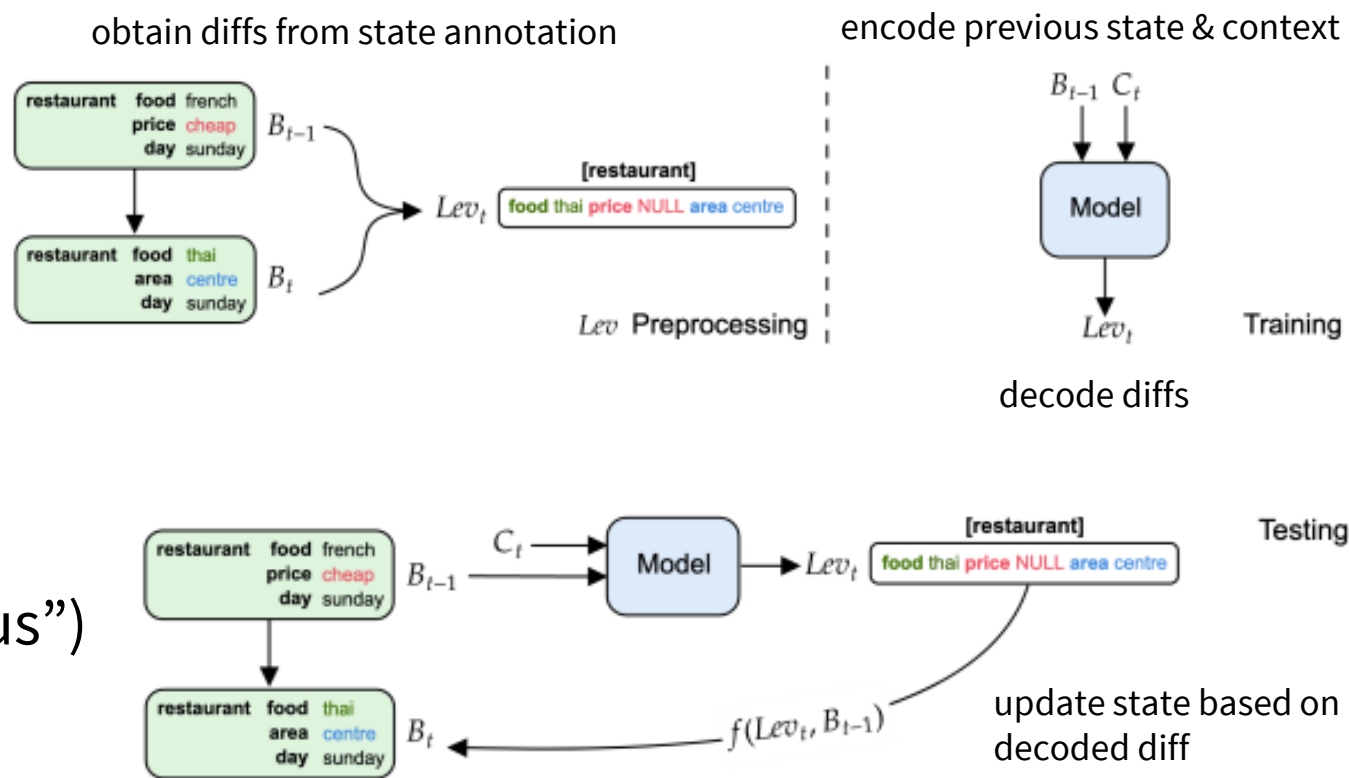 obtain diffs from state annotation
encode previous state & context
restaurant food french
price cheap
day sunday
B_{t−1}
restaurant food thai
area centre
day sunday
B_t
Lev_t
[restaurant]
food thai price NULL area centre
Lev Preprocessing
B_{t−1} C_t
Model
Lev_t
Training
decode diffs
us”)
restaurant food french
price cheap
day sunday
B_{t−1}
C_t
Model
Lev_t
[restaurant]
food thai price NULL area centre
Testing
restaurant food thai
area centre
day sunday
B_t
f(Lev_t, B_{t−1})
update state based on
decoded diff